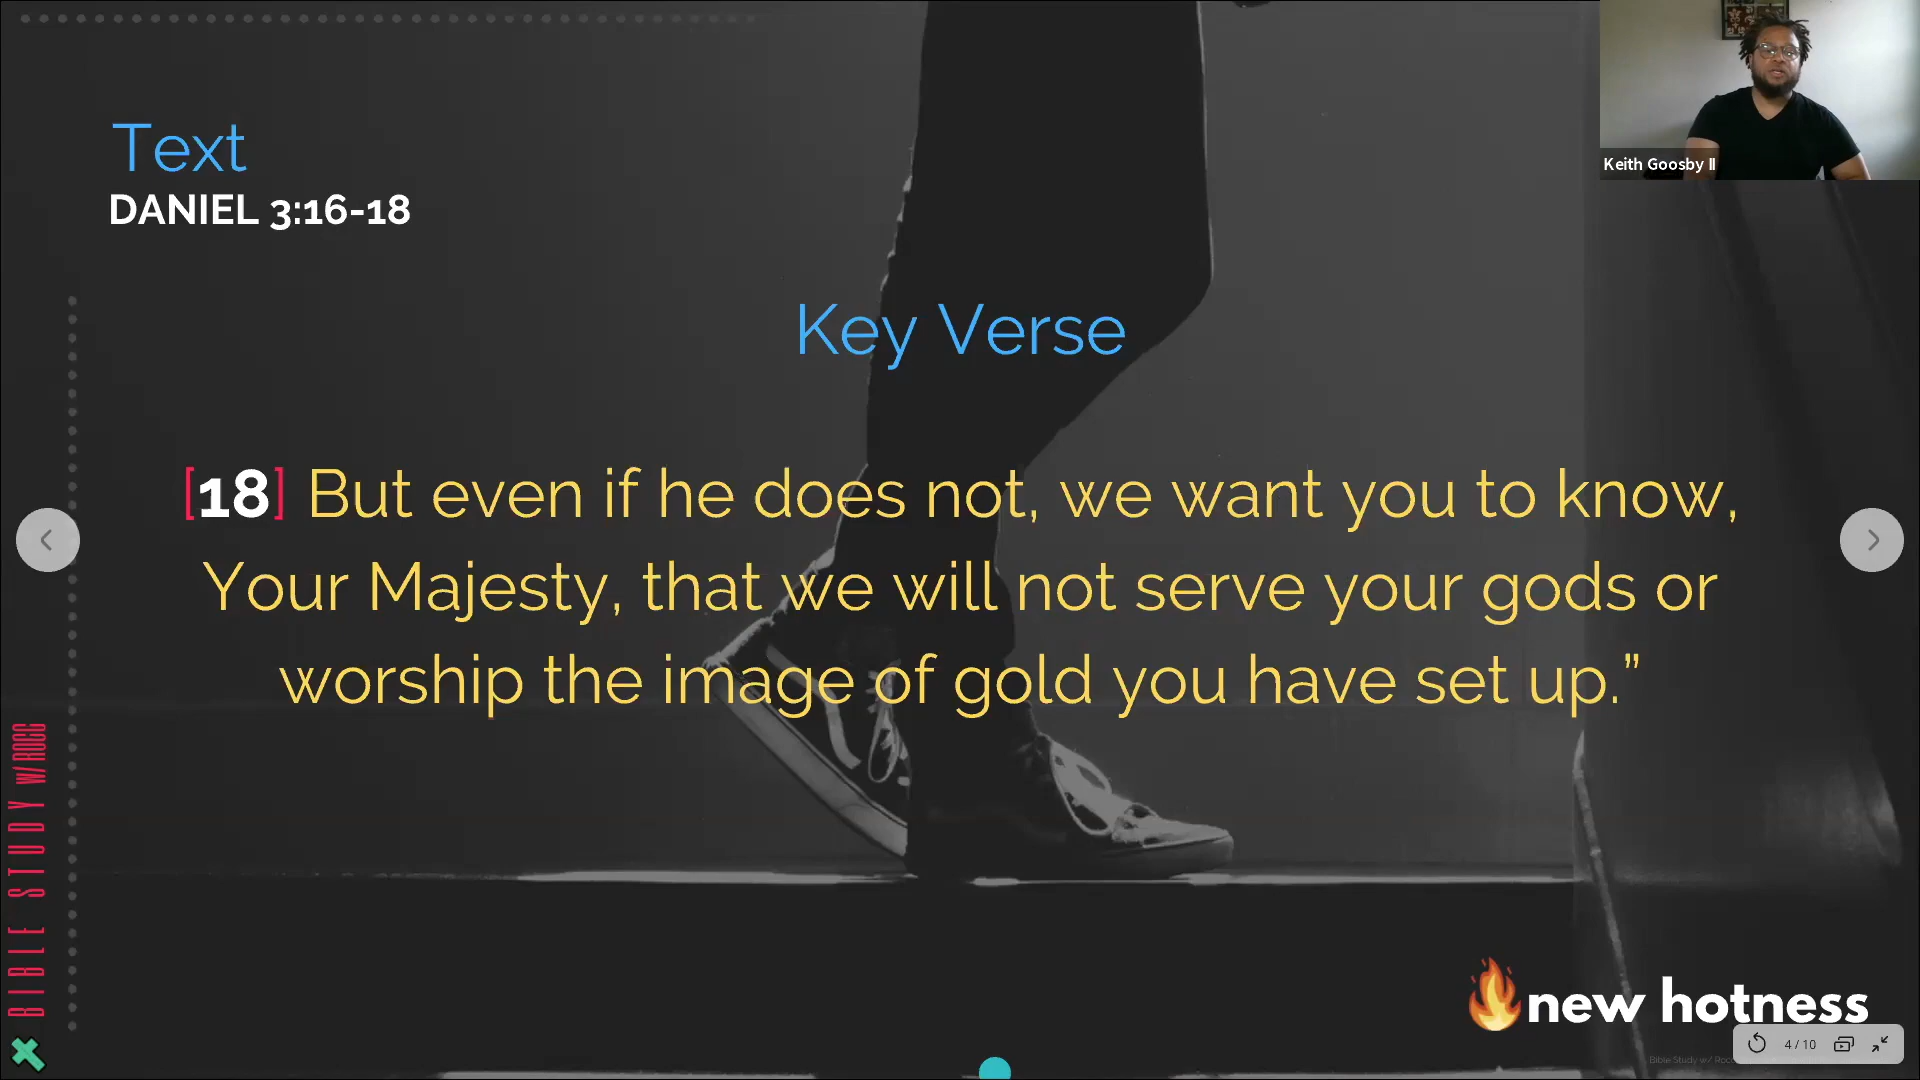 Keith Goosby II
Text
DANIEL 3:16-18
Key Verse
[18] But even if he does not, we want you to know,
Your Majesty, that we will not serve your gods or
worship the image of gold you have set up.”
BIBLE STUDY W/ROCC
new hotness
4 / 10
Bible Study w/